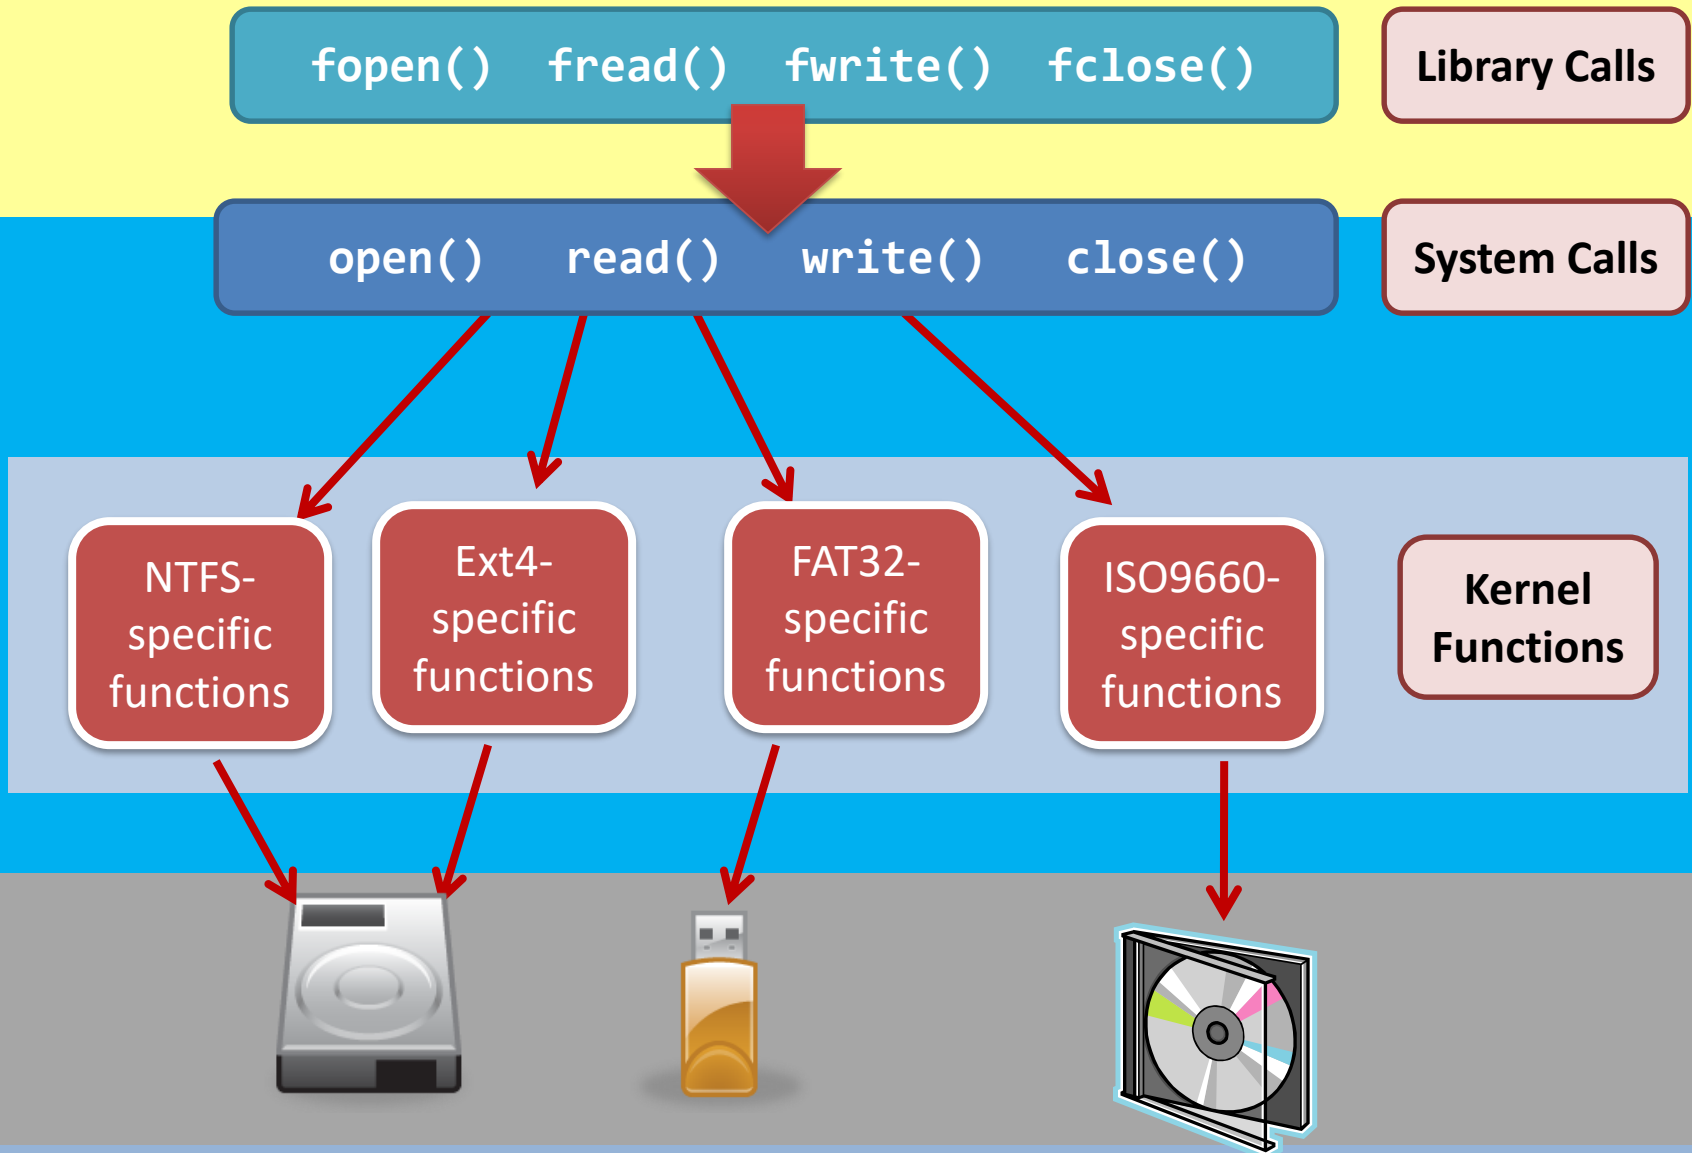 fopen() fread() fwrite() fclose()
Library Calls
open() read() write() close()
System Calls
NTFS-
specific
functions
Ext4-
specific
functions
FAT32-
specific
functions
ISO9660-
specific
functions
Kernel
Functions